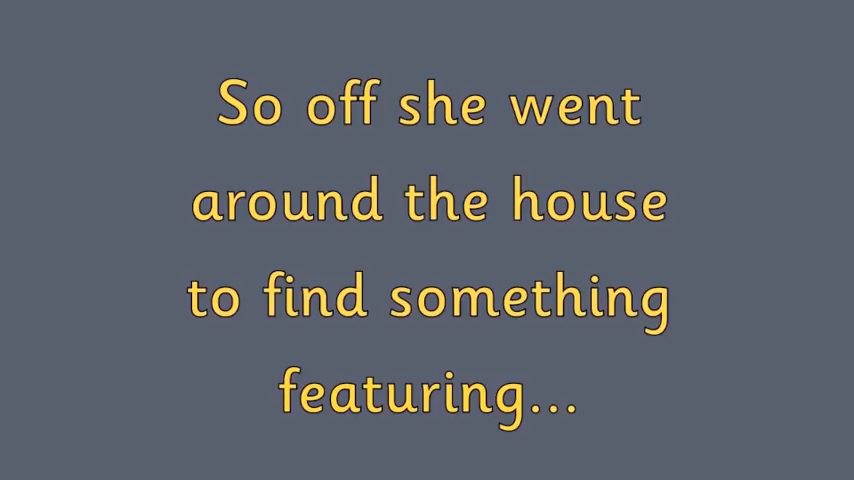 So off she went
around the house
to find something
featuring...